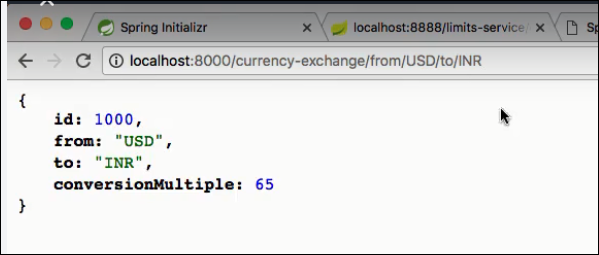 Spring Initializr
localhost:8888/limits-service/
Sp
localhost:8000/currency-exchange/from/USD/to/INR
{
id: 1000,
from: "USD",
to: "INR",
conversionMultiple: 65
}